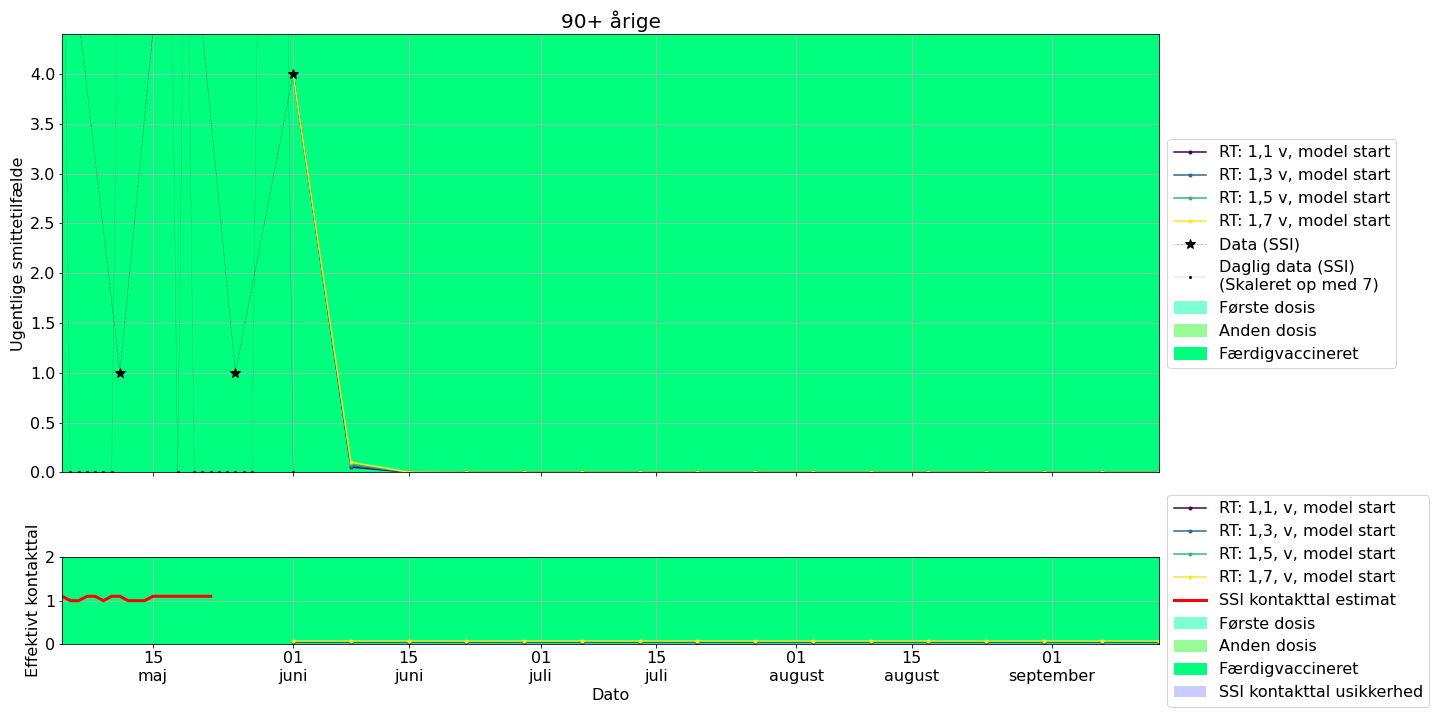 90+ årige
Ugentlige smittetilfælde
4.0
3.5
3.0
2.5
2.0
1.5
1.0
0.5
0.0
RT: 1,1 v, model start
RT: 1,3 v, model start
RT: 1,5 v, model start
RT: 1,7 v, model start
Data (SSI)
Daglig data (SSI)
(Skaleret op med 7)
Første dosis
Anden dosis
Færdigvaccineret
Effektivt kontakttal
2
1
0
15
maj
01
juni
15
juni
01
juli
15
juli
01
august
15
august
01
september
Dato
RT: 1,1, v, model start
RT: 1,3, v, model start
RT: 1,5, v, model start
RT: 1,7, v, model start
SSI kontakttal estimat
Første dosis
Anden dosis
Færdigvaccineret
SSI kontakttal usikkerhed